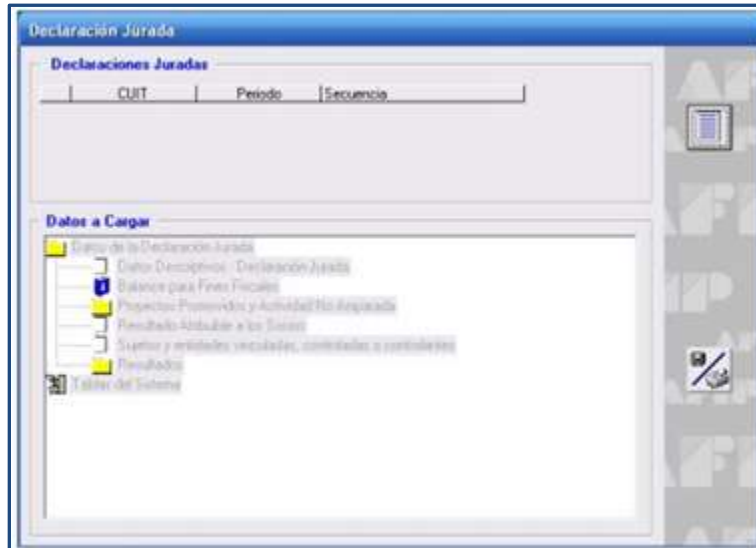 Declaración Jurada
Declaraciones Juradas
CUIT Periodo Secuencia
Datos a Cargar
Datos de la Declaración Jurada
Datos Descriptivos - Declaración Jurada
Balance para Fines Fiscales
Proyectos Promovidos y Actividad No Amparada
Resultado Atribuible a los Socios
Sujetos y entidades vinculadas, controladas o controlantes
Resultados
Tablas del Sistema
AFIP